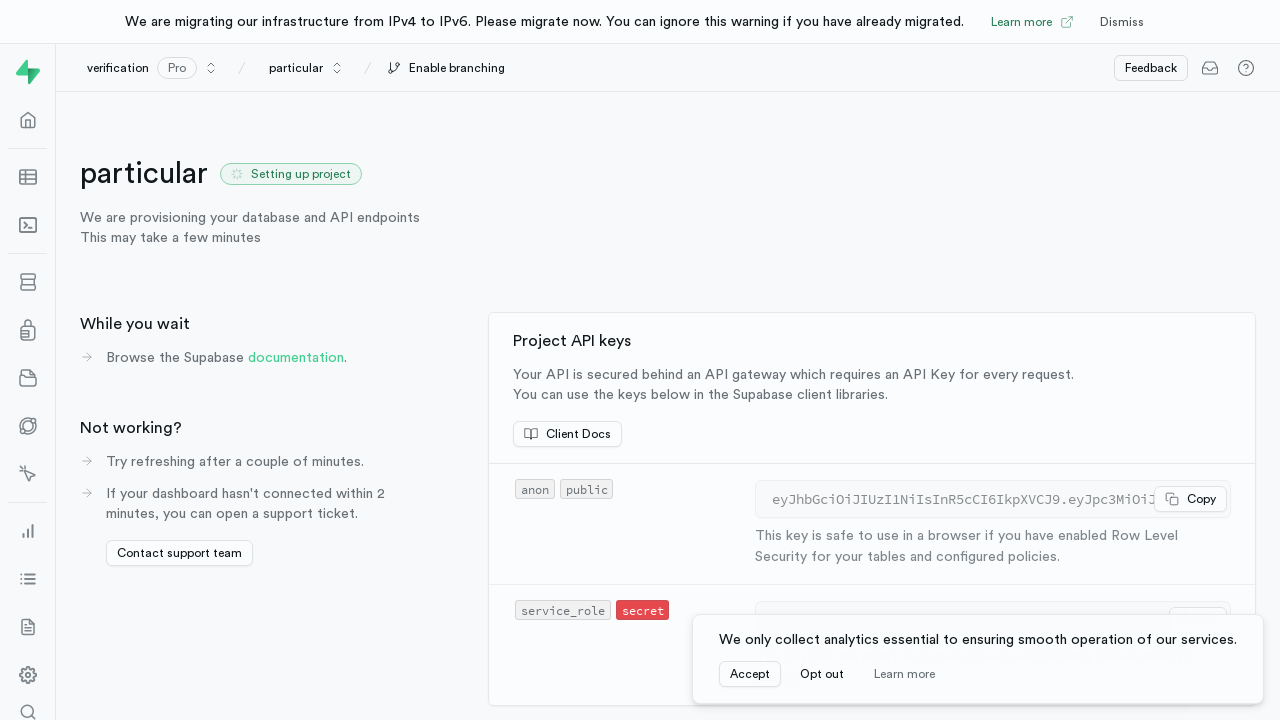 We are migrating our infrastructure from IPv4 to IPv6. Please migrate now. You can ignore this warning if you have already migrated. Learn more Dismiss
verification Pro / particular / Enable branching Feedback
particular Setting up project
We are provisioning your database and API endpoints
This may take a few minutes
While you wait
Browse the Supabase documentation.
Not working?
Try refreshing after a couple of minutes.
If your dashboard hasn't connected within 2
minutes, you can open a support ticket.
Contact support team
Project API keys
Your API is secured behind an API gateway which requires an API Key for every request.
You can use the keys below in the Supabase client libraries.
Client Docs
anon public
eyJhbGciOiJIUzI1NiIsInR5cCI6IkpXVCJ9.eyJpc3MiOiJ Copy
This key is safe to use in a browser if you have enabled Row Level
Security for your tables and configured policies.
service_role secret
We only collect analytics essential to ensuring smooth operation of our services.
Accept Opt out Learn more